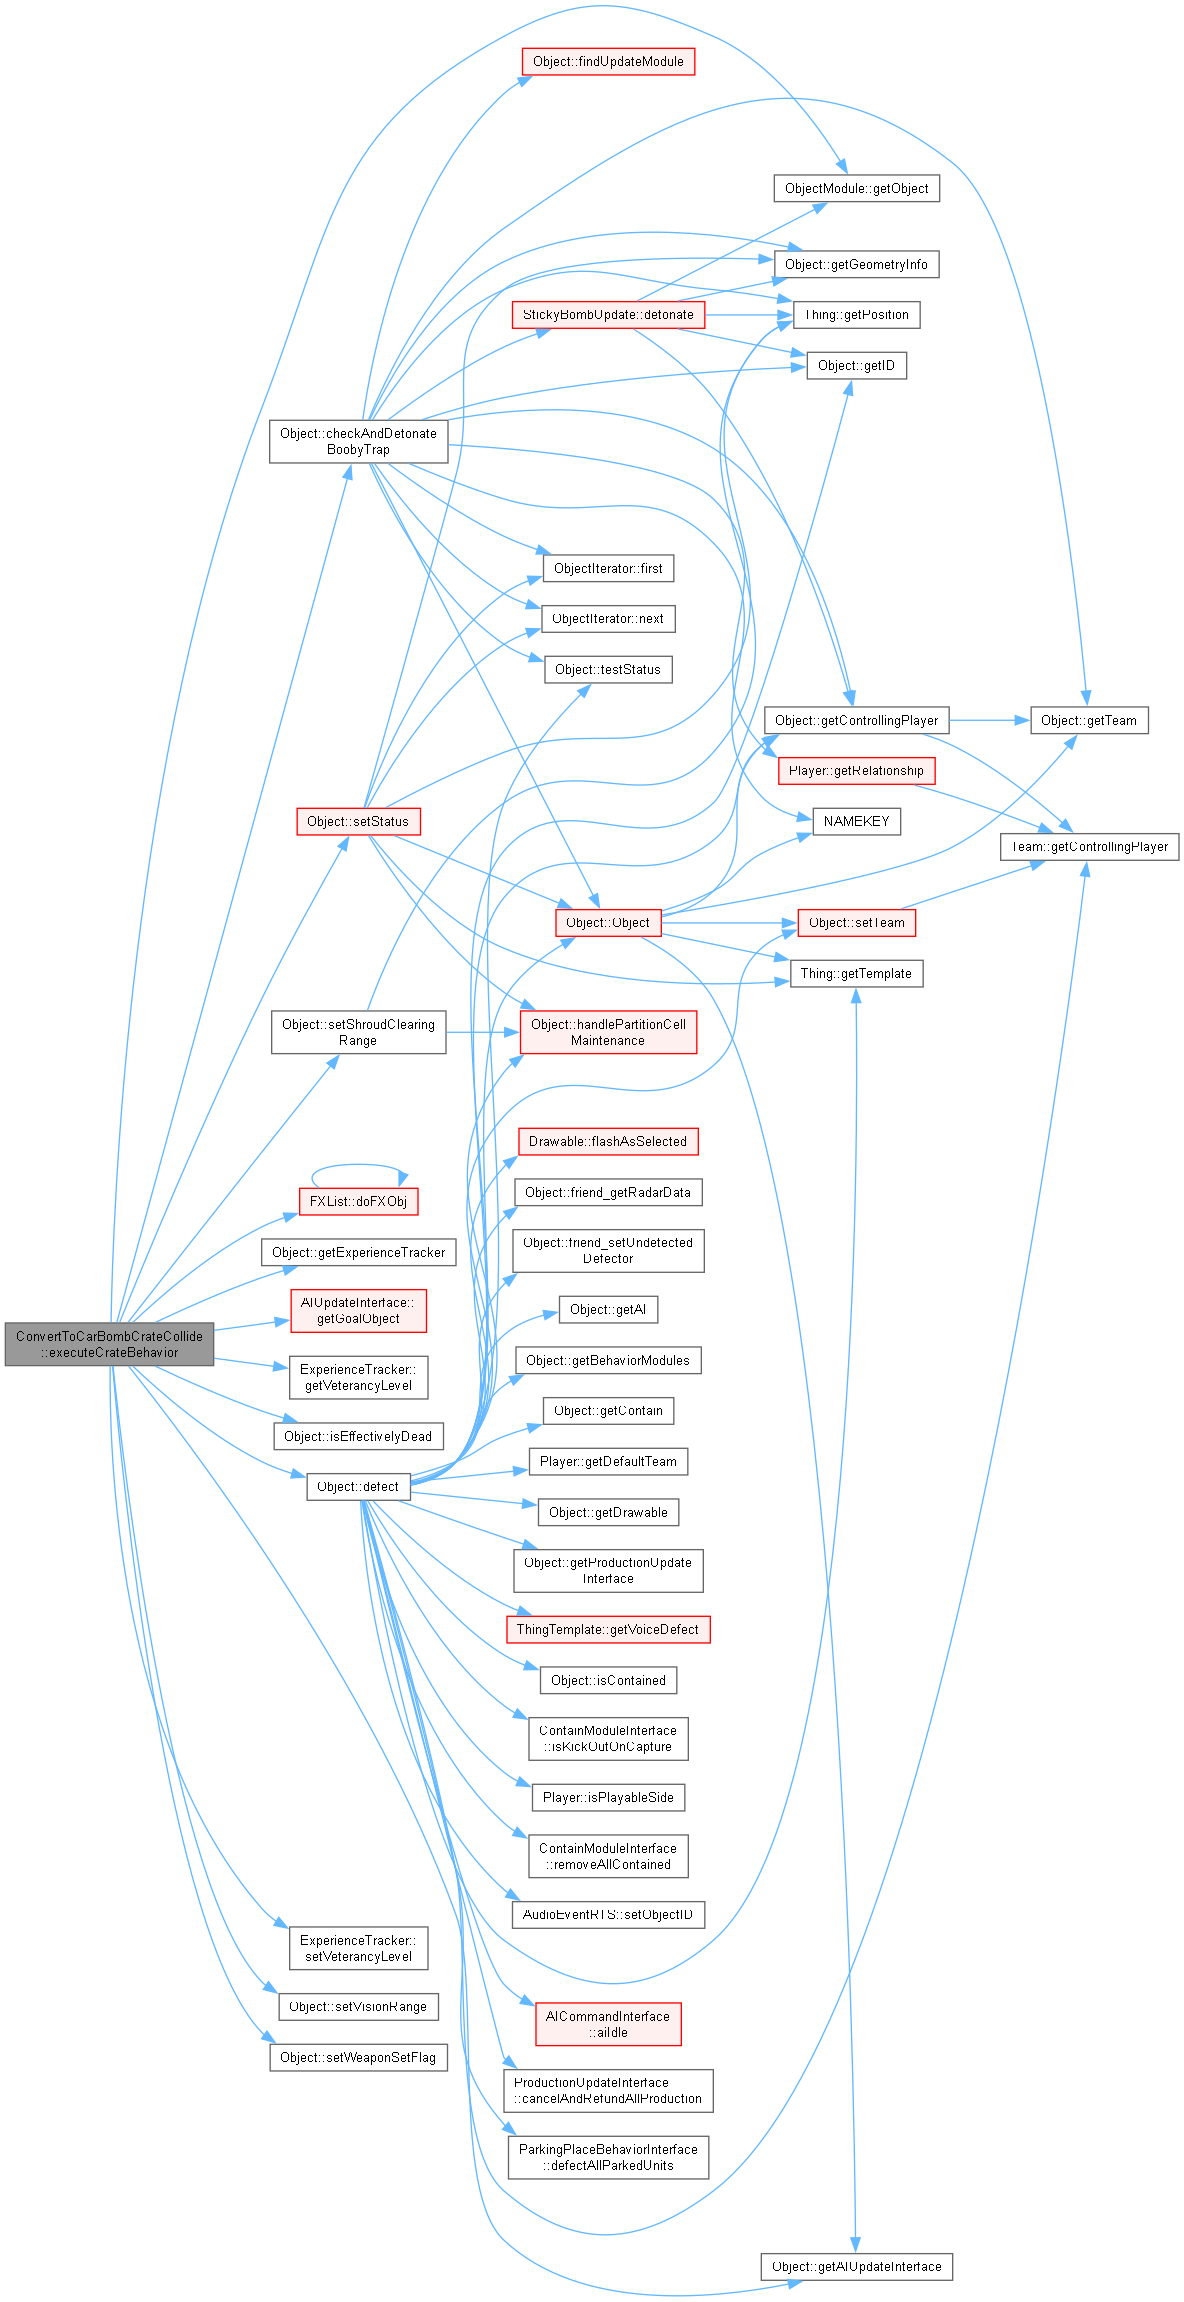 Object::findUpdateModule
ObjectModule::getObject
Object::getGeometryInfo
StickyBombUpdate::detonate
Thing::getPosition
Object::getID
Object::checkAndDetonate
BoobyTrap
ObjectIterator::first
ObjectIterator::next
Object::testStatus
Object::getControllingPlayer
Object::getTeam
Player::getRelationship
Object::setStatus
NAMEKEY
Team::getControllingPlayer
Object::Object
Object::setTeam
Thing::getTemplate
Object::setShroudClearing
Range
Object::handlePartitionCell
Maintenance
Drawable::flashAsSelected
Object::friend_getRadarData
FXList::doFXObj
Object::getExperienceTracker
Object::friend_setUndetected
Defector
AIUpdateInterface::
getGoalObject
Object::getAI
ConvertToCarBombCrateCollide
::executeCrateBehavior
Object::getBehaviorModules
ExperienceTracker::
getVeterancyLevel
Object::getContain
Object::isEffectivelyDead
Player::getDefaultTeam
Object::defect
Object::getDrawable
Object::getProductionUpdate
Interface
ThingTemplate::getVoiceDefect
Object::isContained
ContainModuleInterface
::isKickOutOnCapture
Player::isPlayableSide
ContainModuleInterface
::removeAllContained
AudioEventRTS::setObjectID
ExperienceTracker::
setVeterancyLevel
Object::setVisionRange
AICommandInterface
::aiIdle
Object::setWeaponSetFlag
ProductionUpdateInterface
::cancelAndRefundAllProduction
ParkingPlaceBehaviorInterface
::defectAllParkedUnits
Object::getAIUpdateInterface